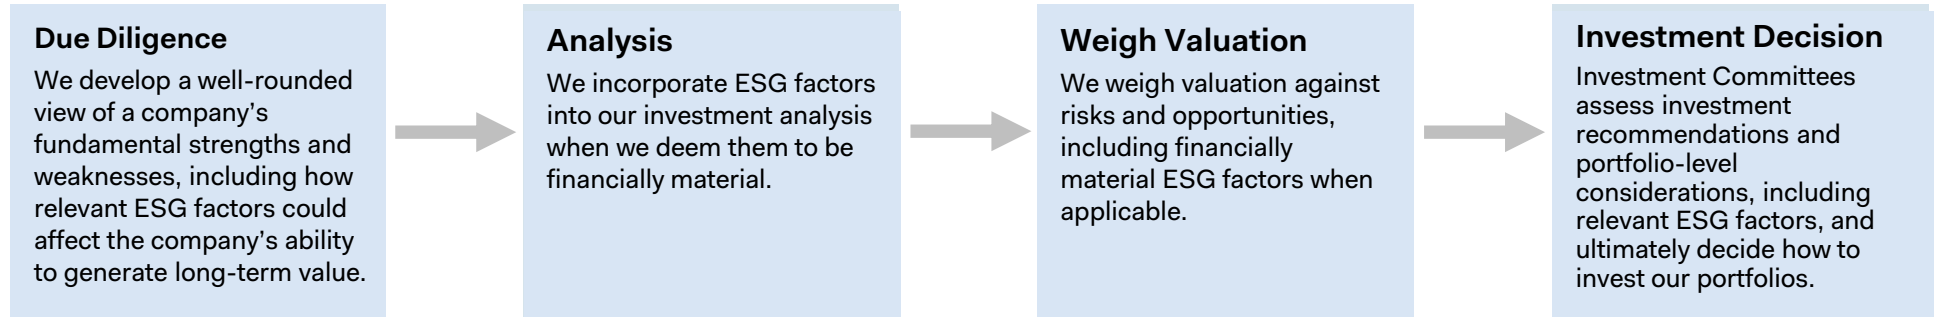 Due Diligence
We develop a well-rounded
view of a company's
fundamental strengths and
weaknesses, including how
relevant ESG factors could
affect the company's ability
to generate long-term value.
Analysis
We incorporate ESG factors
into our investment analysis
when we deem them to be
financially material.
Weigh Valuation
We weigh valuation against
risks and opportunities,
including financially
material ESG factors when
applicable.
Investment Decision
Investment Committees
assess investment
recommendations and
portfolio-level
considerations, including
relevant ESG factors, and
ultimately decide how to
invest our portfolios.